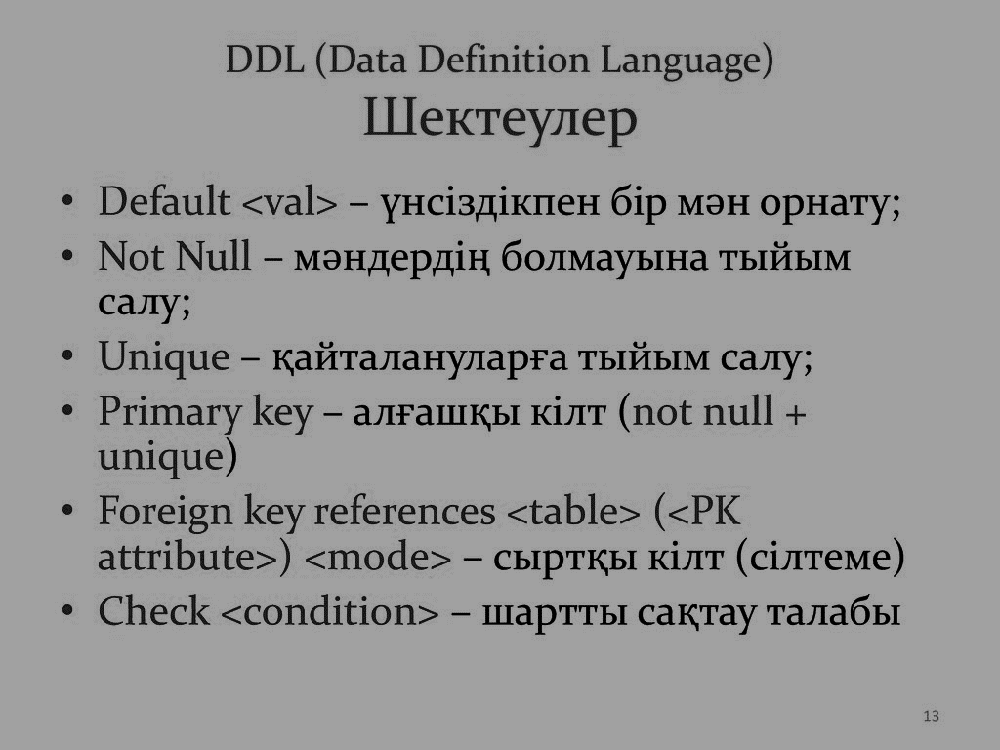 DDL (Data Definition Language)
Шектеулер
• Default <val> – үнсіздікпен бір мән орнату;
• Not Null – мәндердің болмауына тыйым
салу;
• Unique – қайталануларға тыйым салу;
• Primary key – алғашқы кілт (not null +
unique)
• Foreign key references <table> (<PK
attribute>) <mode> – сыртқы кілт (сілтеме)
• Check <condition> – шартты сақтау талабы
13